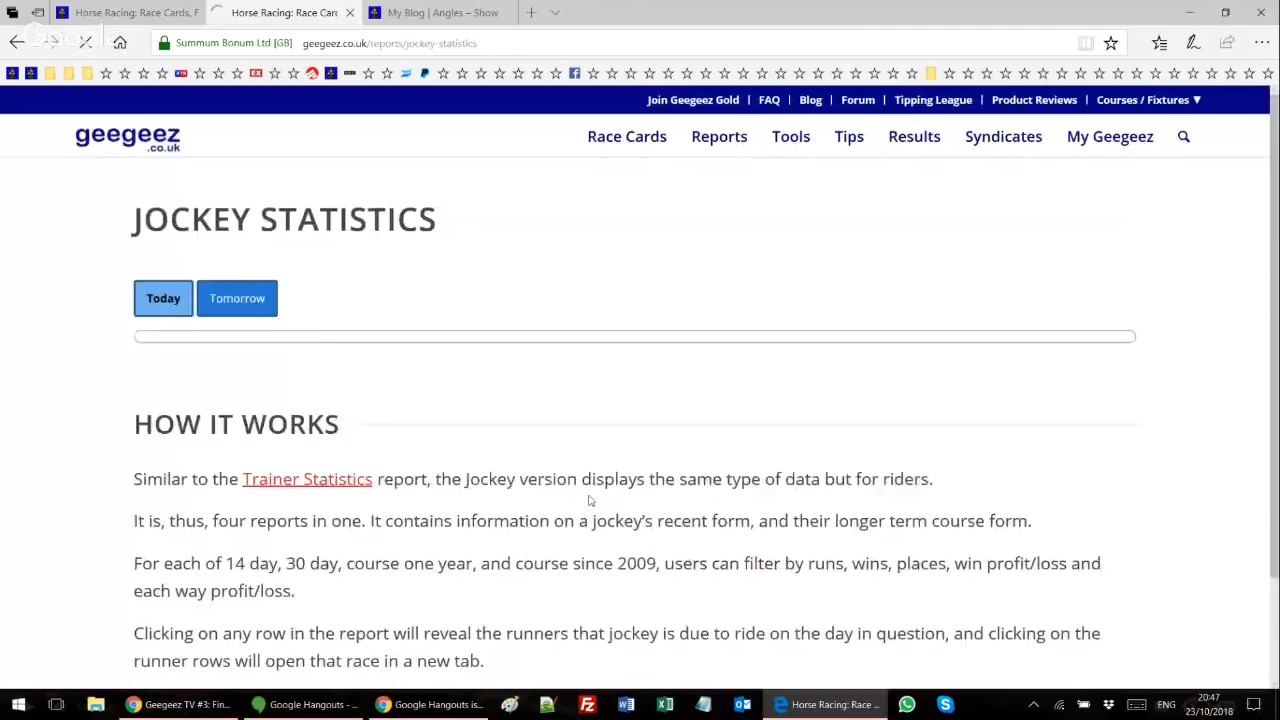 Horse Racing: Race Cards, F
Horse Racing: Race Card
My Blog | Angles – Show
Google
Summum Bonum Ltd [GB]
geegeez.co.uk/reports/jockey-statistics
Join Geegeez Gold | FAQ | Blog | Forum | Tipping League | Product Reviews | Courses / Fixtures ▼
geegeez
.co.uk
Race Cards Reports Tools Tips Results Syndicates My Geegeez
JOCKEY STATISTICS
Today Tomorrow
HOW IT WORKS
Similar to the Trainer Statistics report, the Jockey version displays the same type of data but for riders.
It is, thus, four reports in one. It contains information on a jockey's recent form, and their longer term course form.
For each of 14 day, 30 day, course one year, and course since 2009, users can filter by runs, wins, places, win profit/loss and
each way profit/loss.
Clicking on any row in the report will reveal the runners that jockey is due to ride on the day in question, and clicking on the
runner rows will open that race in a new tab.
Geegeez TV #3: Fin...
Google Hangouts - ...
Google Hangouts is...
Horse Racing: Race ...
ENG
20:47
23/10/2018